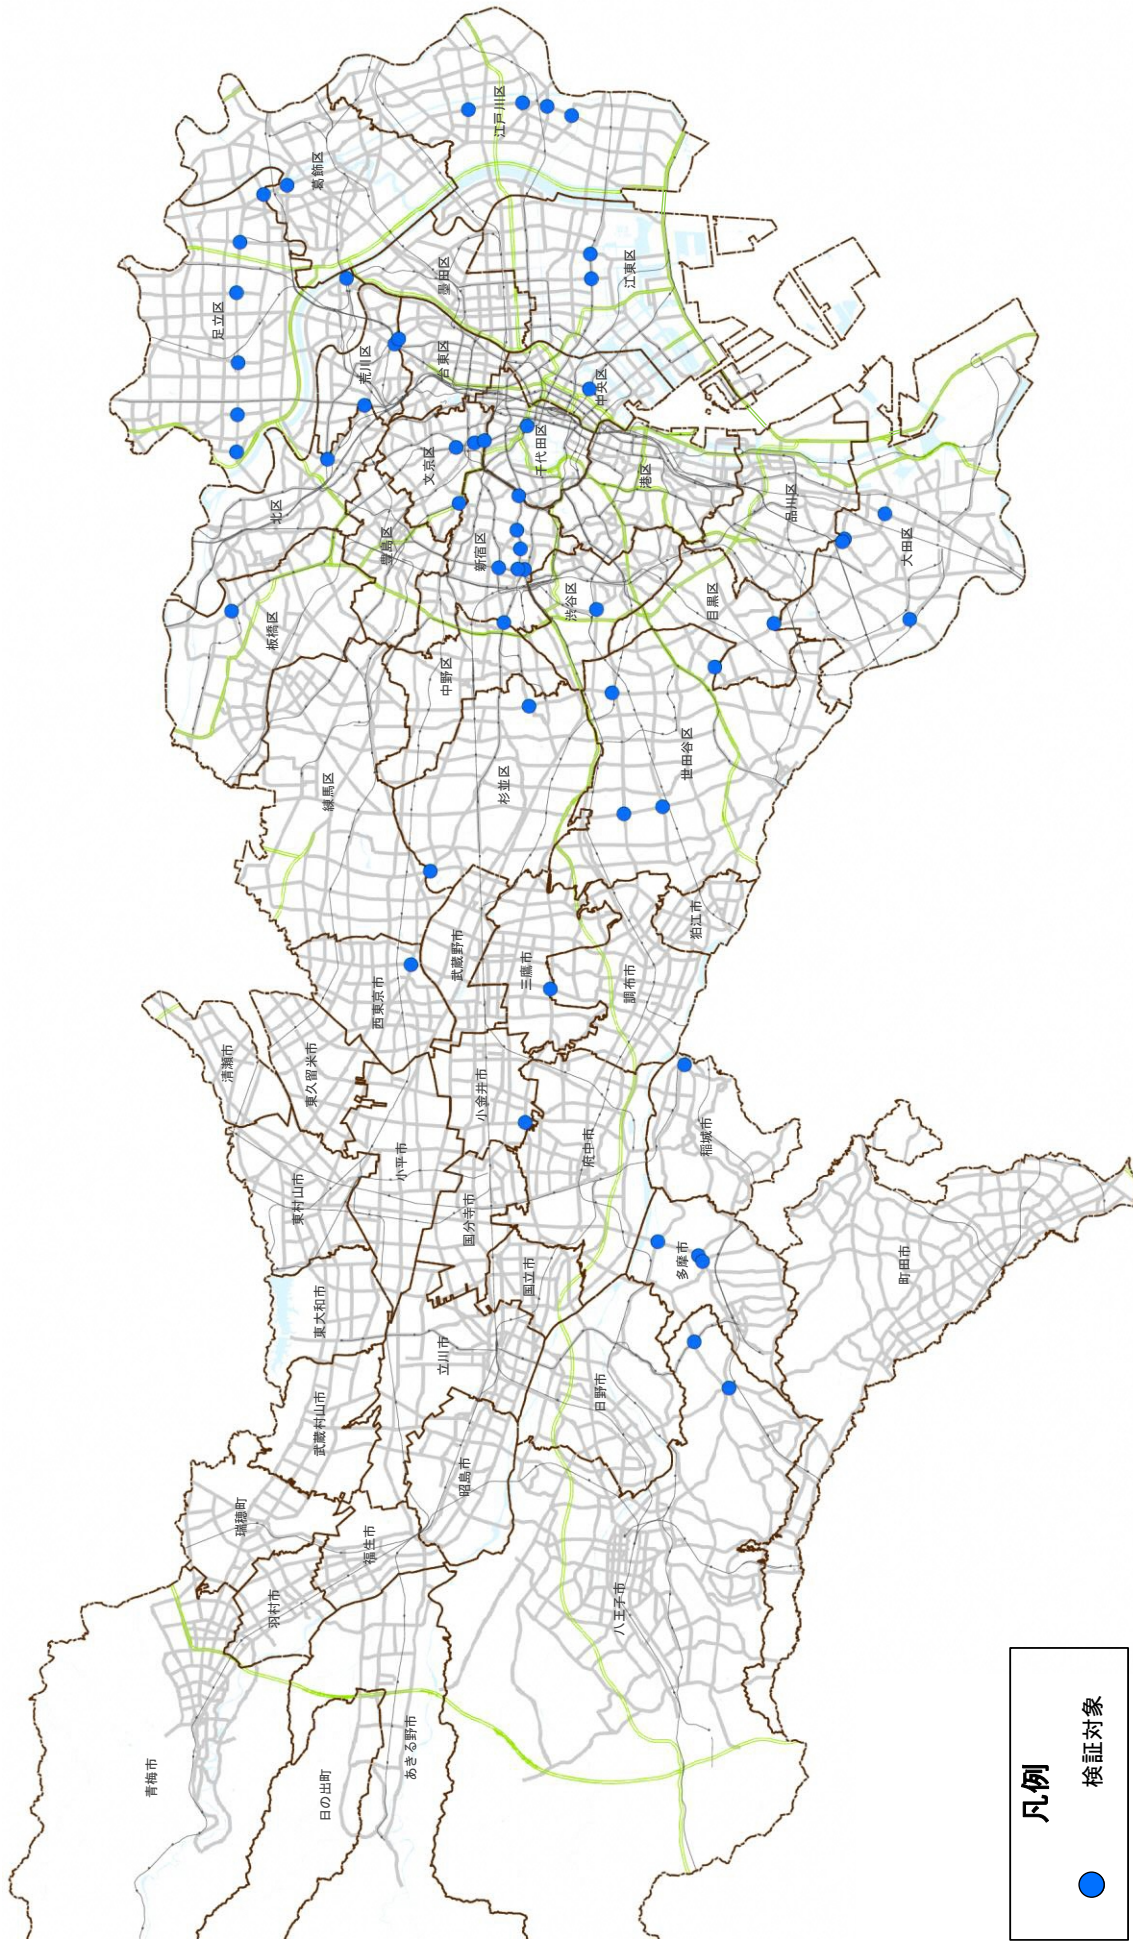 青梅市
日の出町
あきる野市
羽村市
瑞穂町
福生市
八王子市
昭島市
武蔵村山市
東大和市
立川市
日野市
国立市
多摩市
町田市
東村山市
小平市
国分寺市
府中市
稲城市
清瀬市
東久留米市
小金井市
西東京市
武蔵野市
三鷹市
調布市
狛江市
練馬区
杉並区
世田谷区
中野区
板橋区
豊島区
新宿区
渋谷区
目黒区
大田区
品川区
港区
北区
文京区
千代田区
中央区
荒川区
台東区
足立区
墨田区
江東区
葛飾区
江戸川区
凡例
検証対象